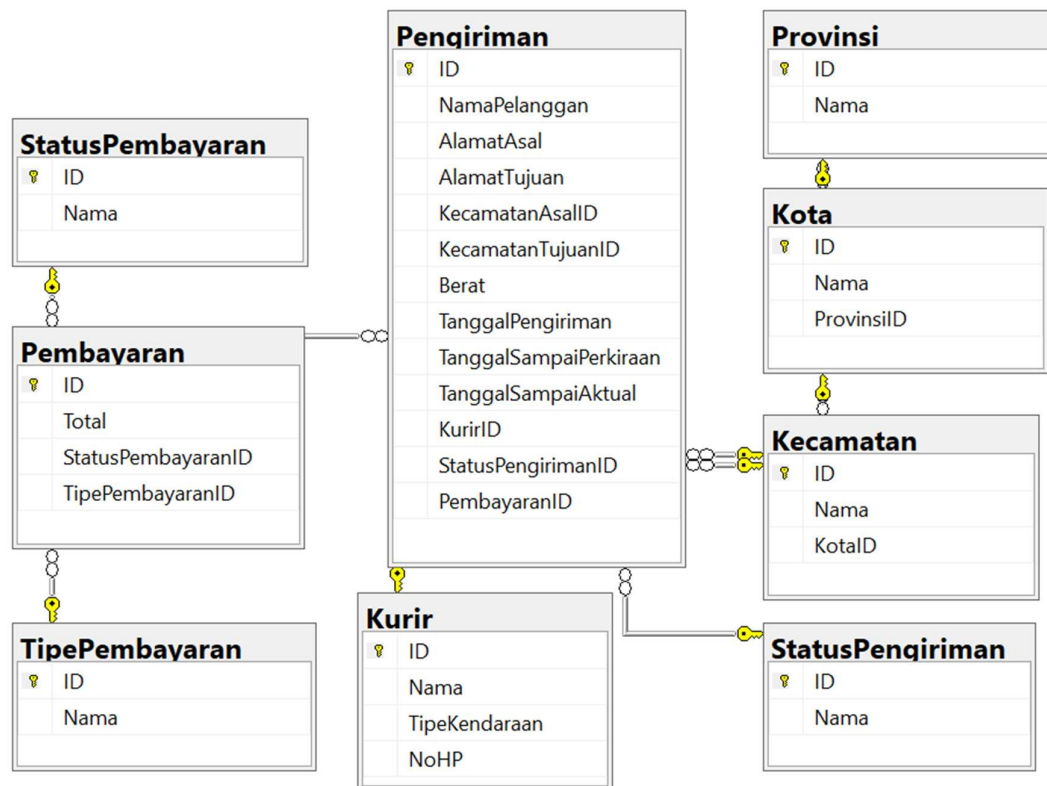 Pengiriman
ID
NamaPelanggan
AlamatAsal
AlamatTujuan
KecamatanAsalID
KecamatanTujuanID
Berat
TanggalPengiriman
TanggalSampaiPerkiraan
TanggalSampaiAktual
KurirID
StatusPengirimanID
PembayaranID
Provinsi
ID
Nama
StatusPembayaran
ID
Nama
Kota
ID
Nama
ProvinsiID
Pembayaran
ID
Total
StatusPembayaranID
TipePembayaranID
Kecamatan
ID
Nama
KotaID
Kurir
ID
Nama
TipeKendaraan
NoHP
TipePembayaran
ID
Nama
StatusPengiriman
ID
Nama